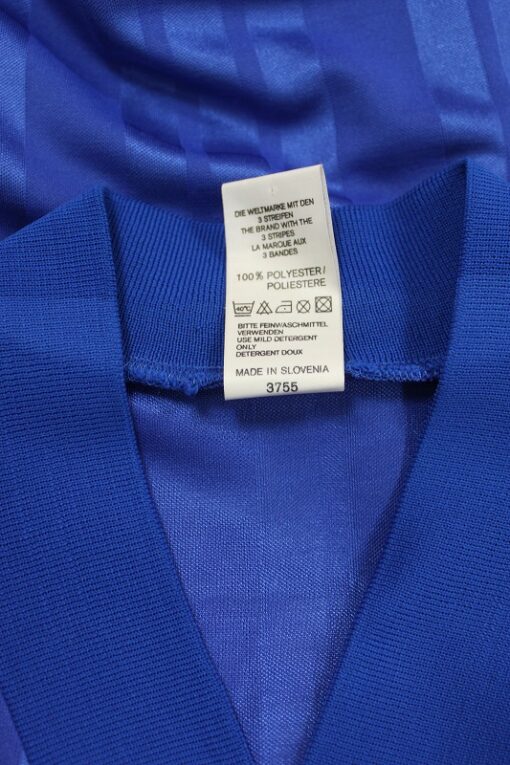 DIE WELTMARKE MIT DEN
3 STREIFEN
THE BRAND WITH THE
3 STRIPES
LA MARQUE AUX
3 BANDES
100% POLYESTER/
POLIESTERE
40°C
BITTE FEINWASCHMITTEL
VERWENDEN
USE MILD DETERGENT
ONLY
DETERGENT DOUX
MADE IN SLOVENIA
3755